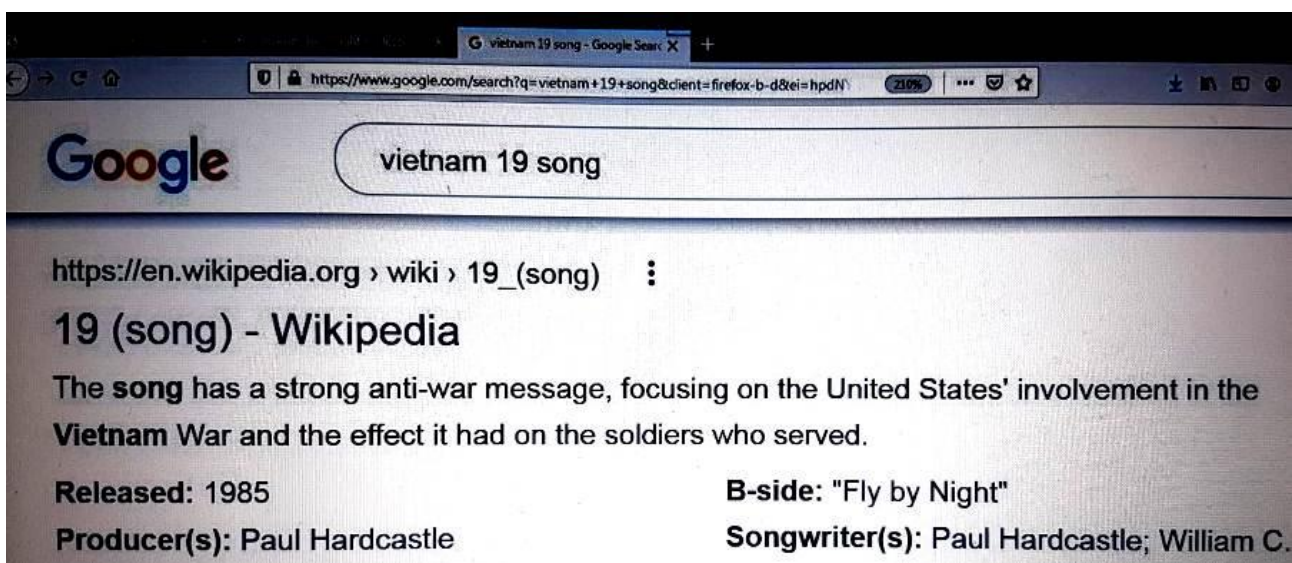 G vietnam 19 song - Google Searc X +
https://www.google.com/search?q=vietnam+19+song&client=firefox-b-d&ei=hpdN 210% ...
Google vietnam 19 song
https://en.wikipedia.org › wiki › 19_(song)
19 (song) - Wikipedia
The song has a strong anti-war message, focusing on the United States' involvement in the
Vietnam War and the effect it had on the soldiers who served.
Released: 1985 B-side: "Fly by Night"
Producer(s): Paul Hardcastle Songwriter(s): Paul Hardcastle; William C.